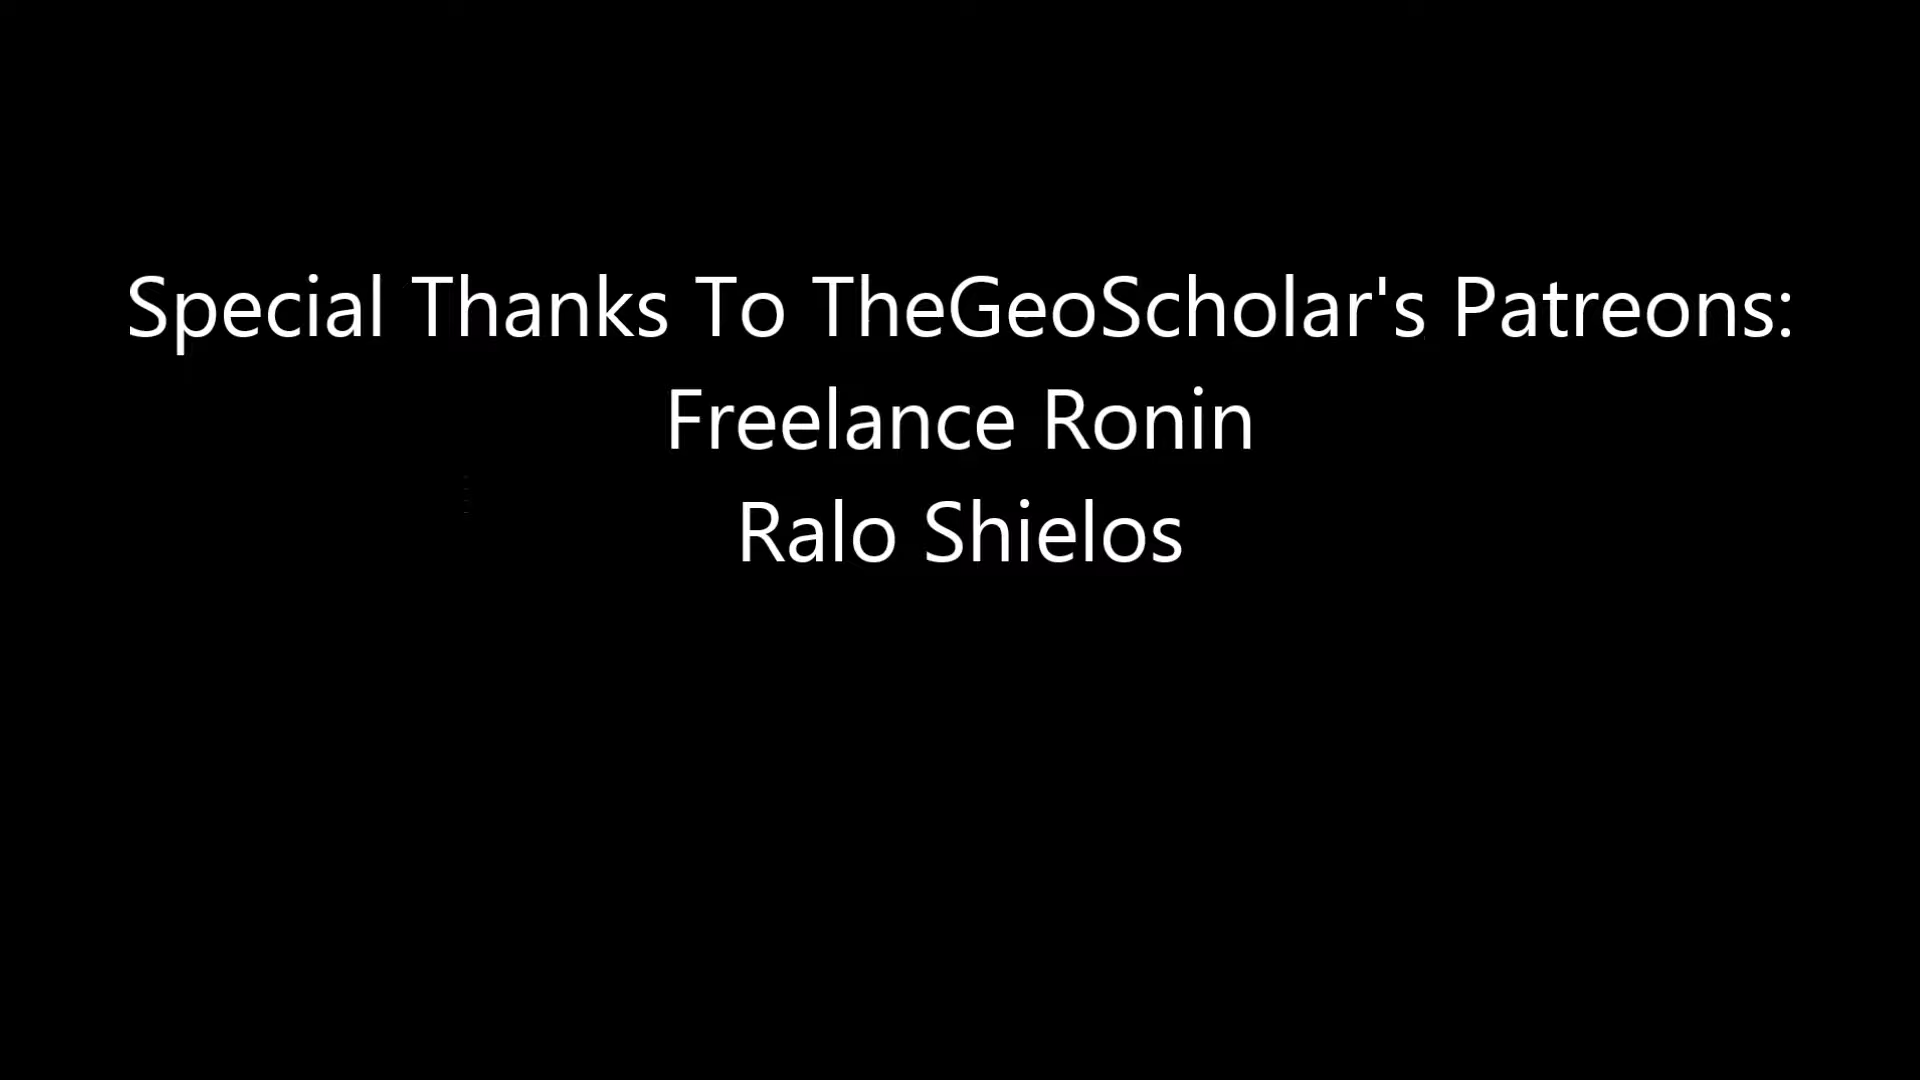 Special Thanks To TheGeoScholar's Patreons:
Freelance Ronin
Ralo Shielos